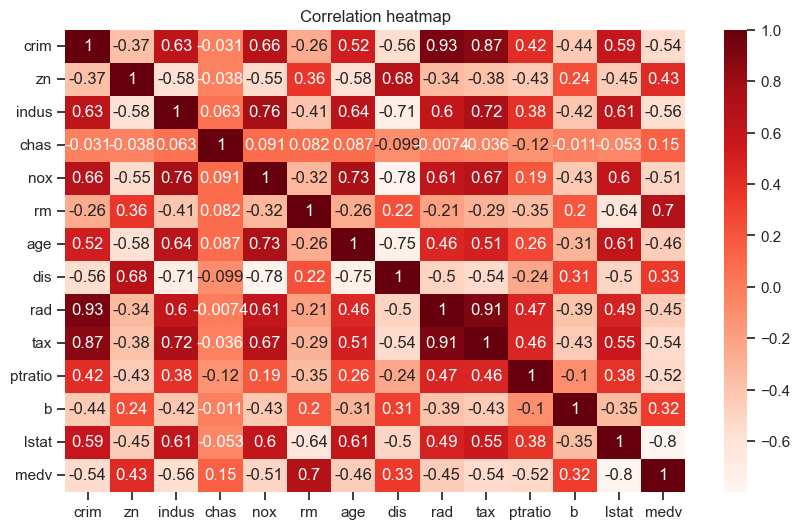 Correlation heatmap
crim 1 -0.37 0.63 -0.031 0.66 -0.26 0.52 -0.56 0.93 0.87 0.42 -0.44 0.59 -0.54
zn -0.37 1 -0.58 -0.038 -0.55 0.36 -0.58 0.68 -0.34 -0.38 -0.43 0.24 -0.45 0.43
indus 0.63 -0.58 1 0.063 0.76 -0.41 0.64 -0.71 0.6 0.72 0.38 -0.42 0.61 -0.56
chas -0.031 -0.038 0.063 1 0.091 0.082 0.087 -0.099 -0.0074 -0.036 -0.12 -0.011 -0.053 0.15
nox 0.66 -0.55 0.76 0.091 1 -0.32 0.73 -0.78 0.61 0.67 0.19 -0.43 0.6 -0.51
rm -0.26 0.36 -0.41 0.082 -0.32 1 -0.26 0.22 -0.21 -0.29 -0.35 0.2 -0.64 0.7
age 0.52 -0.58 0.64 0.087 0.73 -0.26 1 -0.75 0.46 0.51 0.26 -0.31 0.61 -0.46
dis -0.56 0.68 -0.71 -0.099 -0.78 0.22 -0.75 1 -0.5 -0.54 -0.24 0.31 -0.5 0.33
rad 0.93 -0.34 0.6 -0.0074 0.61 -0.21 0.46 -0.5 1 0.91 0.47 -0.39 0.49 -0.45
tax 0.87 -0.38 0.72 -0.036 0.67 -0.29 0.51 -0.54 0.91 1 0.46 -0.43 0.55 -0.54
ptratio 0.42 -0.43 0.38 -0.12 0.19 -0.35 0.26 -0.24 0.47 0.46 1 -0.1 0.38 -0.52
b -0.44 0.24 -0.42 -0.011 -0.43 0.2 -0.31 0.31 -0.39 -0.43 -0.1 1 -0.35 0.32
lstat 0.59 -0.45 0.61 -0.053 0.6 -0.64 0.61 -0.5 0.49 0.55 0.38 -0.35 1 -0.8
medv -0.54 0.43 -0.56 0.15 -0.51 0.7 -0.46 0.33 -0.45 -0.54 -0.52 0.32 -0.8 1
crim zn indus chas nox rm age dis rad tax ptratio b lstat medv
1.0
0.8
0.6
0.4
0.2
0.0
-0.2
-0.4
-0.6